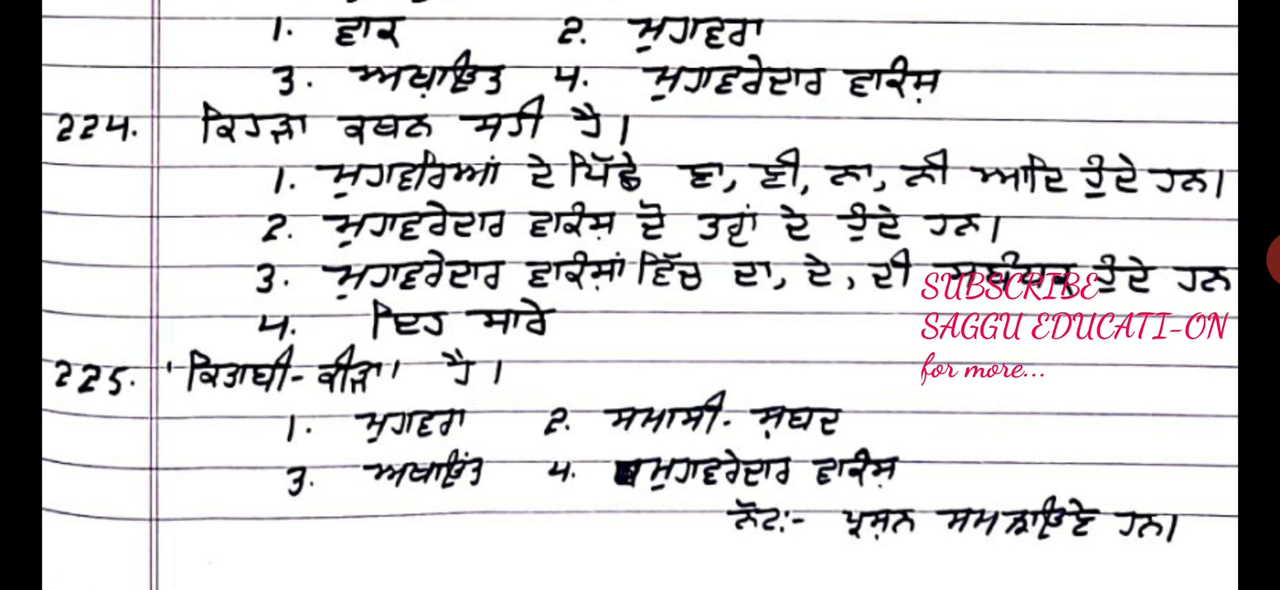 1. ਵਾਕ 2. ਮੁਹਾਵਰਾ
3. ਅਖਾਉਤ 4. ਮੁਹਾਵਰੇਦਾਰ ਵਾਕੰਸ਼
224. ਕਿਹੜਾ ਕਥਨ ਸਹੀ ਹੈ।
1. ਮੁਹਾਵਰਿਆਂ ਦੇ ਪਿੱਛੇ ਣਾ, ਣੀ, ਨਾ, ਨੀ ਆਦਿ ਹੁੰਦੇ ਹਨ।
2. ਮੁਹਾਵਰੇਦਾਰ ਵਾਕੰਸ਼ ਦੋ ਤਰ੍ਹਾਂ ਦੇ ਹੁੰਦੇ ਹਨ।
3. ਮੁਹਾਵਰੇਦਾਰ ਵਾਕੰਸ਼ਾਂ ਵਿੱਚ ਦਾ, ਦੇ, ਦੀ ਸਬੰਧਕ ਹੁੰਦੇ ਹਨ
SUBSCRIBE
SAGGU EDUCATI-ON
for more...
4. ਇਹ ਸਾਰੇ
225. 'ਕਿਤਾਬੀ-ਕੀੜਾ' ਹੈ।
1. ਮੁਹਾਵਰਾ 2. ਸਮਾਸੀ-ਸ਼ਬਦ
3. ਅਖਾਉਂਤ 4. ਮੁਹਾਵਰੇਦਾਰ ਵਾਕੰਸ਼
ਨੋਟ:- ਪ੍ਰਸ਼ਨ ਸਮਝਾਉਣੇ ਹਨ।